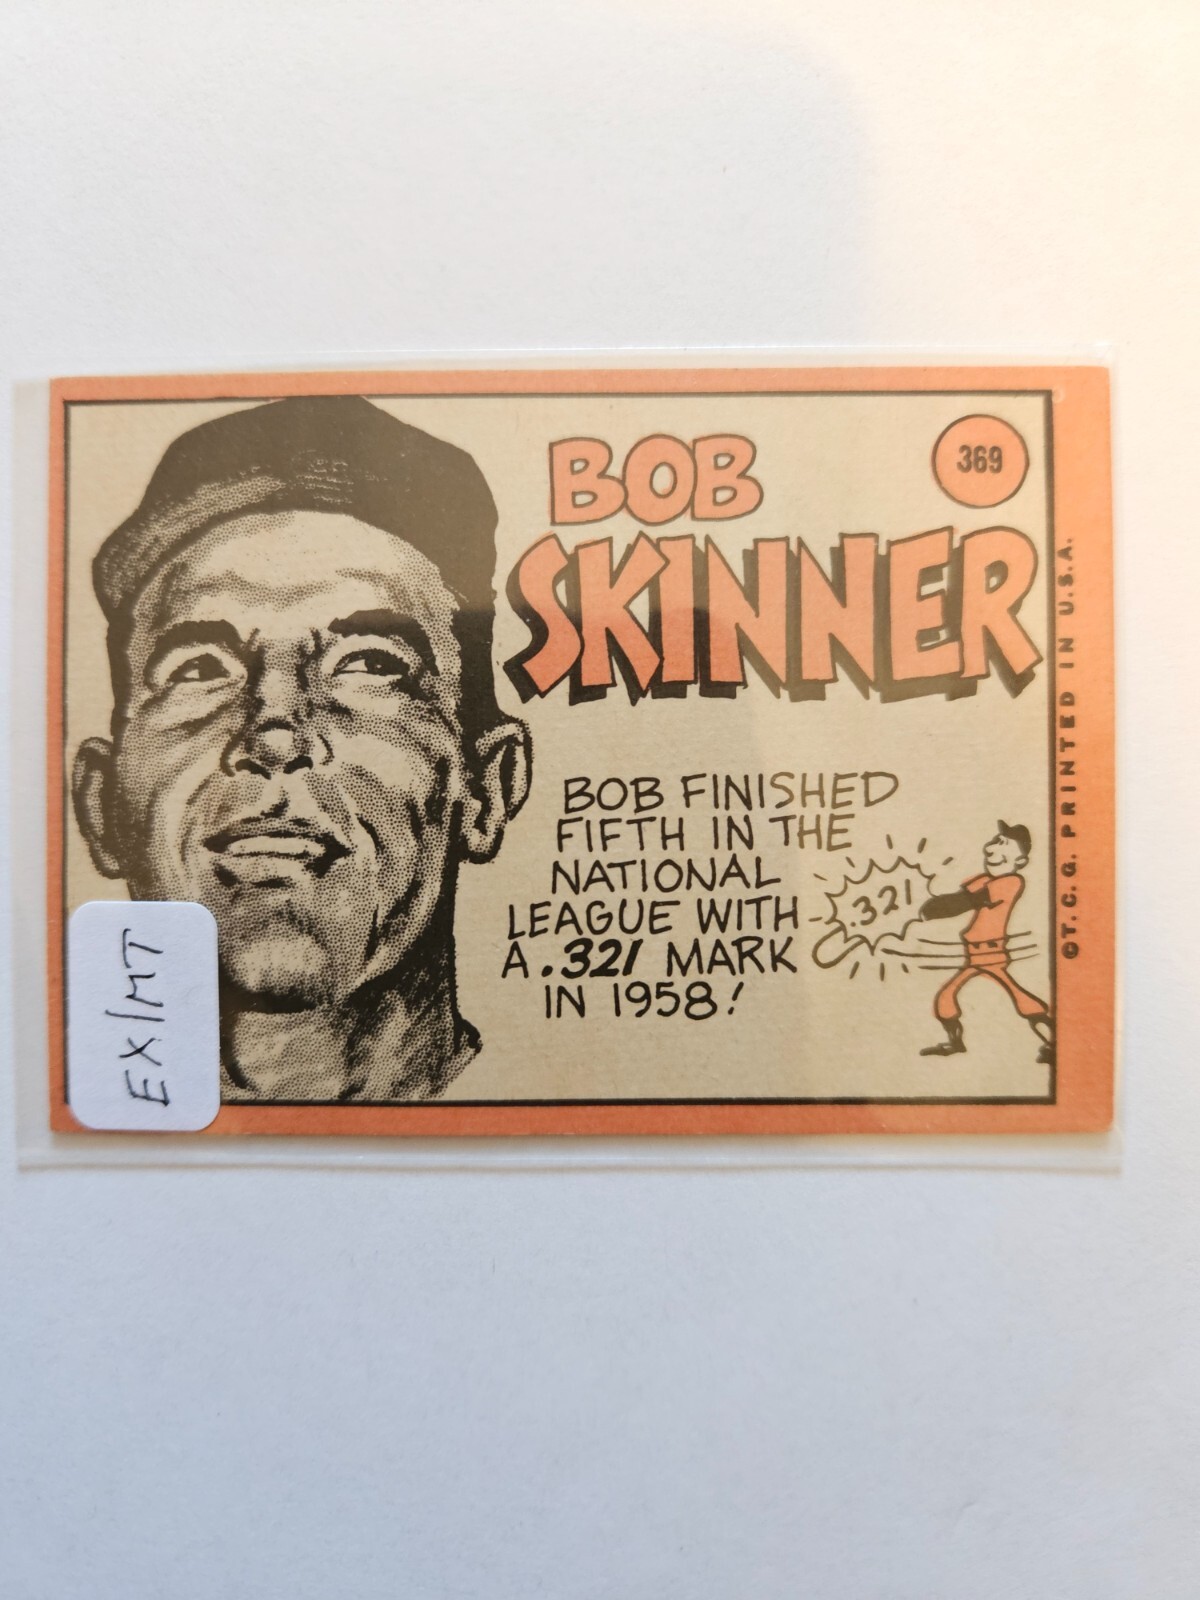 BOB
SKINNER
369
BOB FINISHED
FIFTH IN THE
NATIONAL
LEAGUE WITH
A .321 MARK
IN 1958!
.321
©T. C. G. PRINTED IN U.S.A.
EX/MT